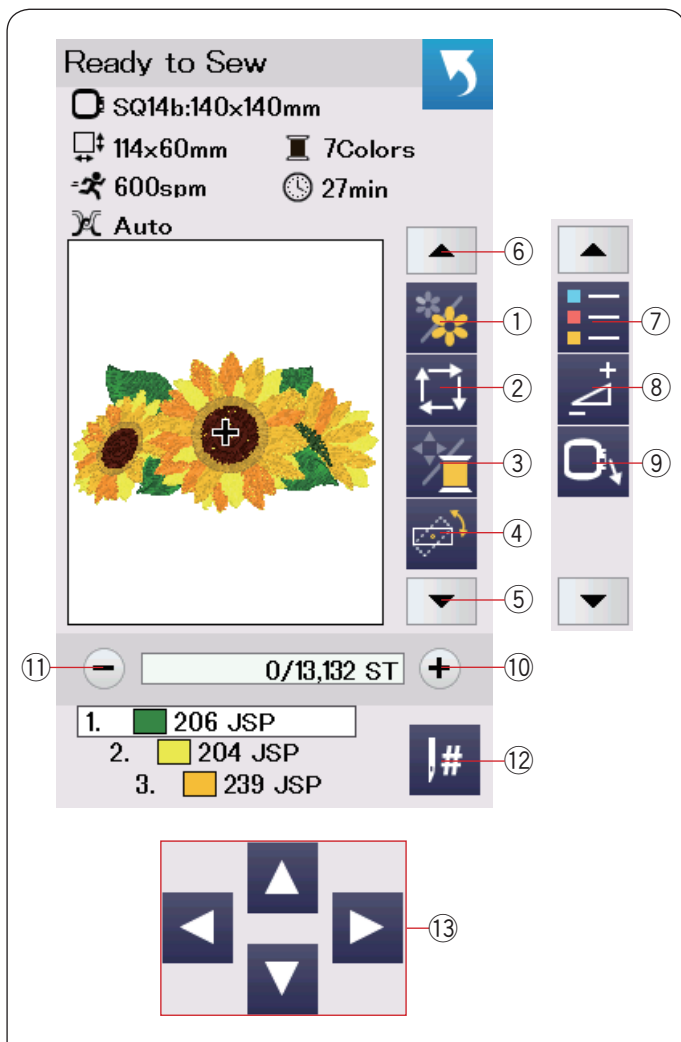 Ready to Sew
SQ14b:140x140mm
114x60mm 7Colors
600spm 27min
Auto
⑥
① ⑦
② ⑧
③ ⑨
④
⑤
⑪ − 0/13,132 ST + ⑩
1. 206 JSP
2. 204 JSP # ⑫
3. 239 JSP
⑬